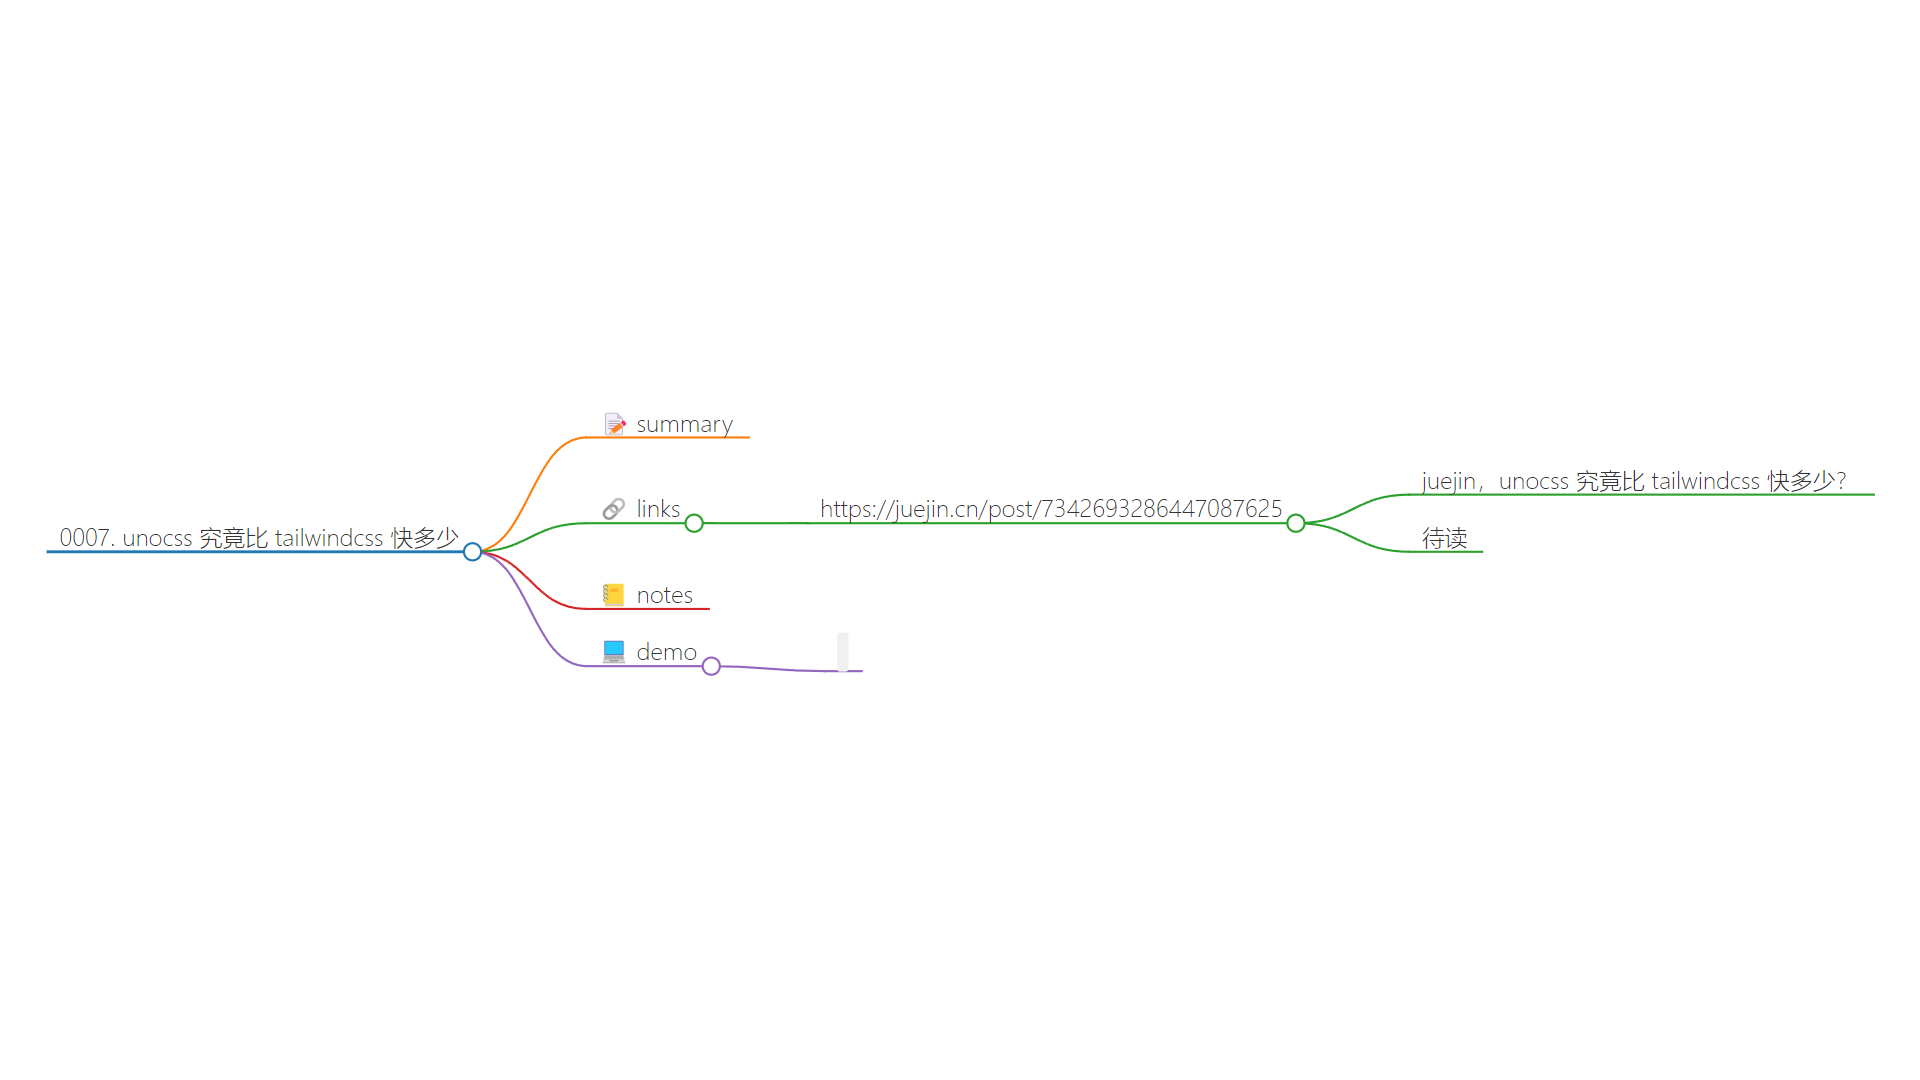 0007. unocss 究竟比 tailwindcss 快多少
📝 summary
🔗 links
https://juejin.cn/post/7342693286447087625
juejin，unocss 究竟比 tailwindcss 快多少？
待读
📒 notes
💻 demo